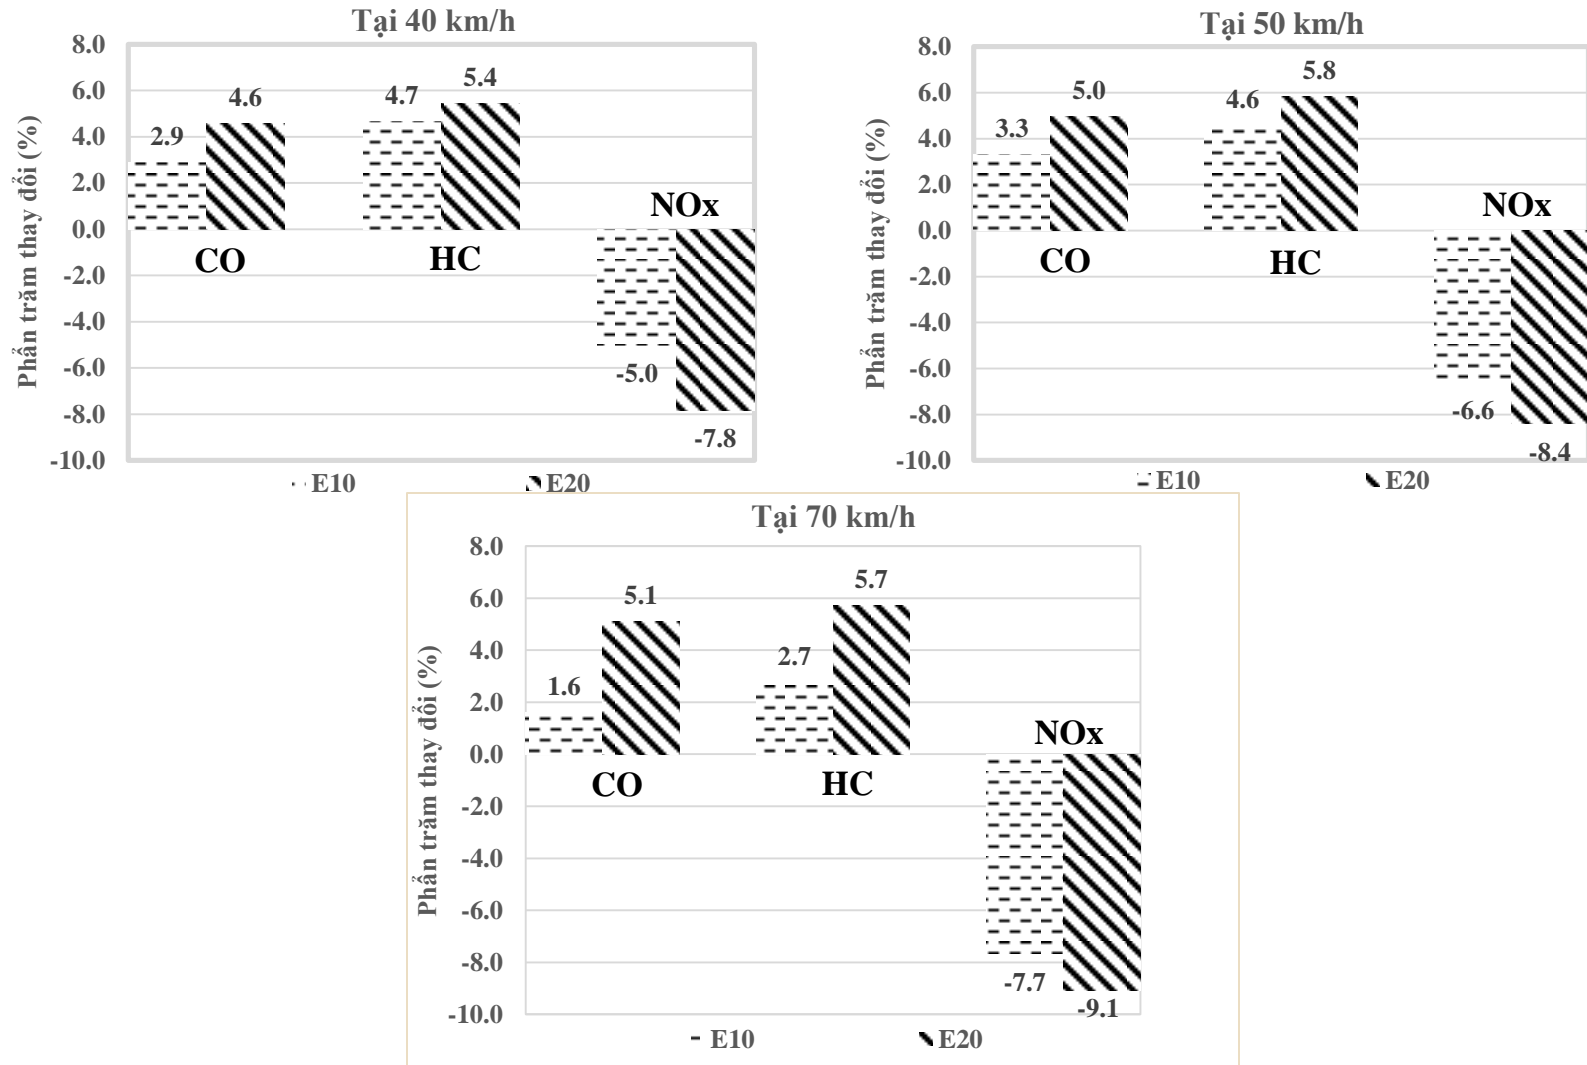 Tại 40 km/h
Phần trăm thay đổi (%)
8.0
6.0
4.0
2.0
0.0
-2.0
-4.0
-6.0
-8.0
-10.0
2.9
4.6
4.7
5.4
-5.0
-7.8
CO
HC
NOx
E10 E20
Tại 50 km/h
Phần trăm thay đổi (%)
8.0
6.0
4.0
2.0
0.0
-2.0
-4.0
-6.0
-8.0
-10.0
3.3
5.0
4.6
5.8
-6.6
-8.4
CO
HC
NOx
E10 E20
Tại 70 km/h
Phần trăm thay đổi (%)
8.0
6.0
4.0
2.0
0.0
-2.0
-4.0
-6.0
-8.0
-10.0
1.6
5.1
2.7
5.7
-7.7
-9.1
CO
HC
NOx
E10 E20